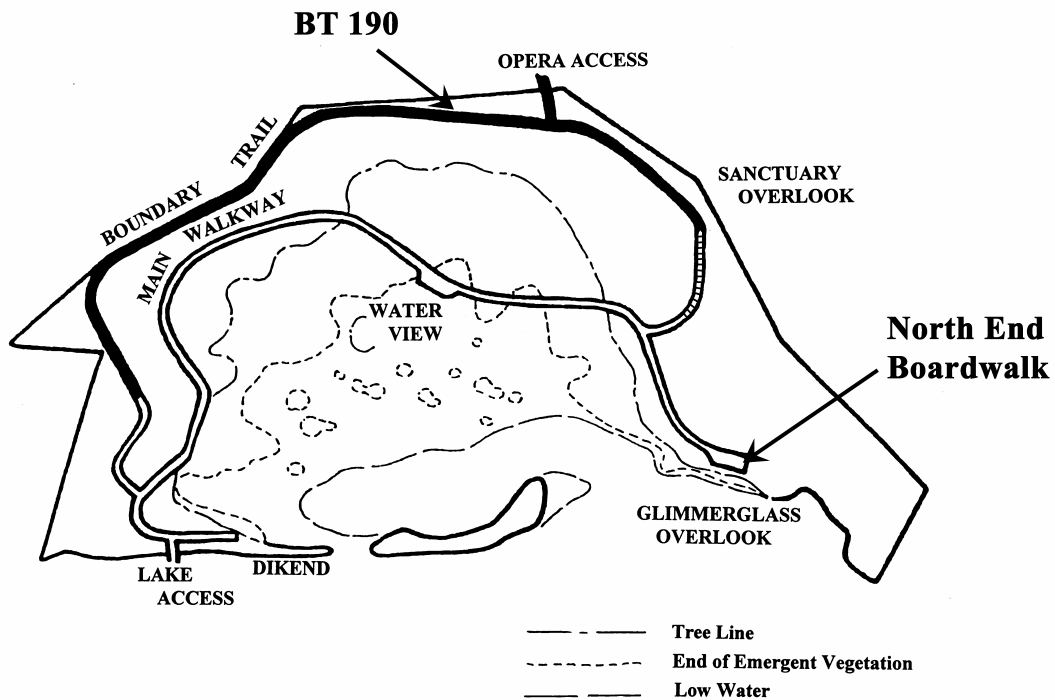 BT 190
OPERA ACCESS
SANCTUARY
OVERLOOK
BOUNDARY TRAIL
MAIN WALKWAY
WATER
VIEW
North End
Boardwalk
GLIMMERGLASS
OVERLOOK
DIKEND
LAKE
ACCESS
Tree Line
End of Emergent Vegetation
Low Water